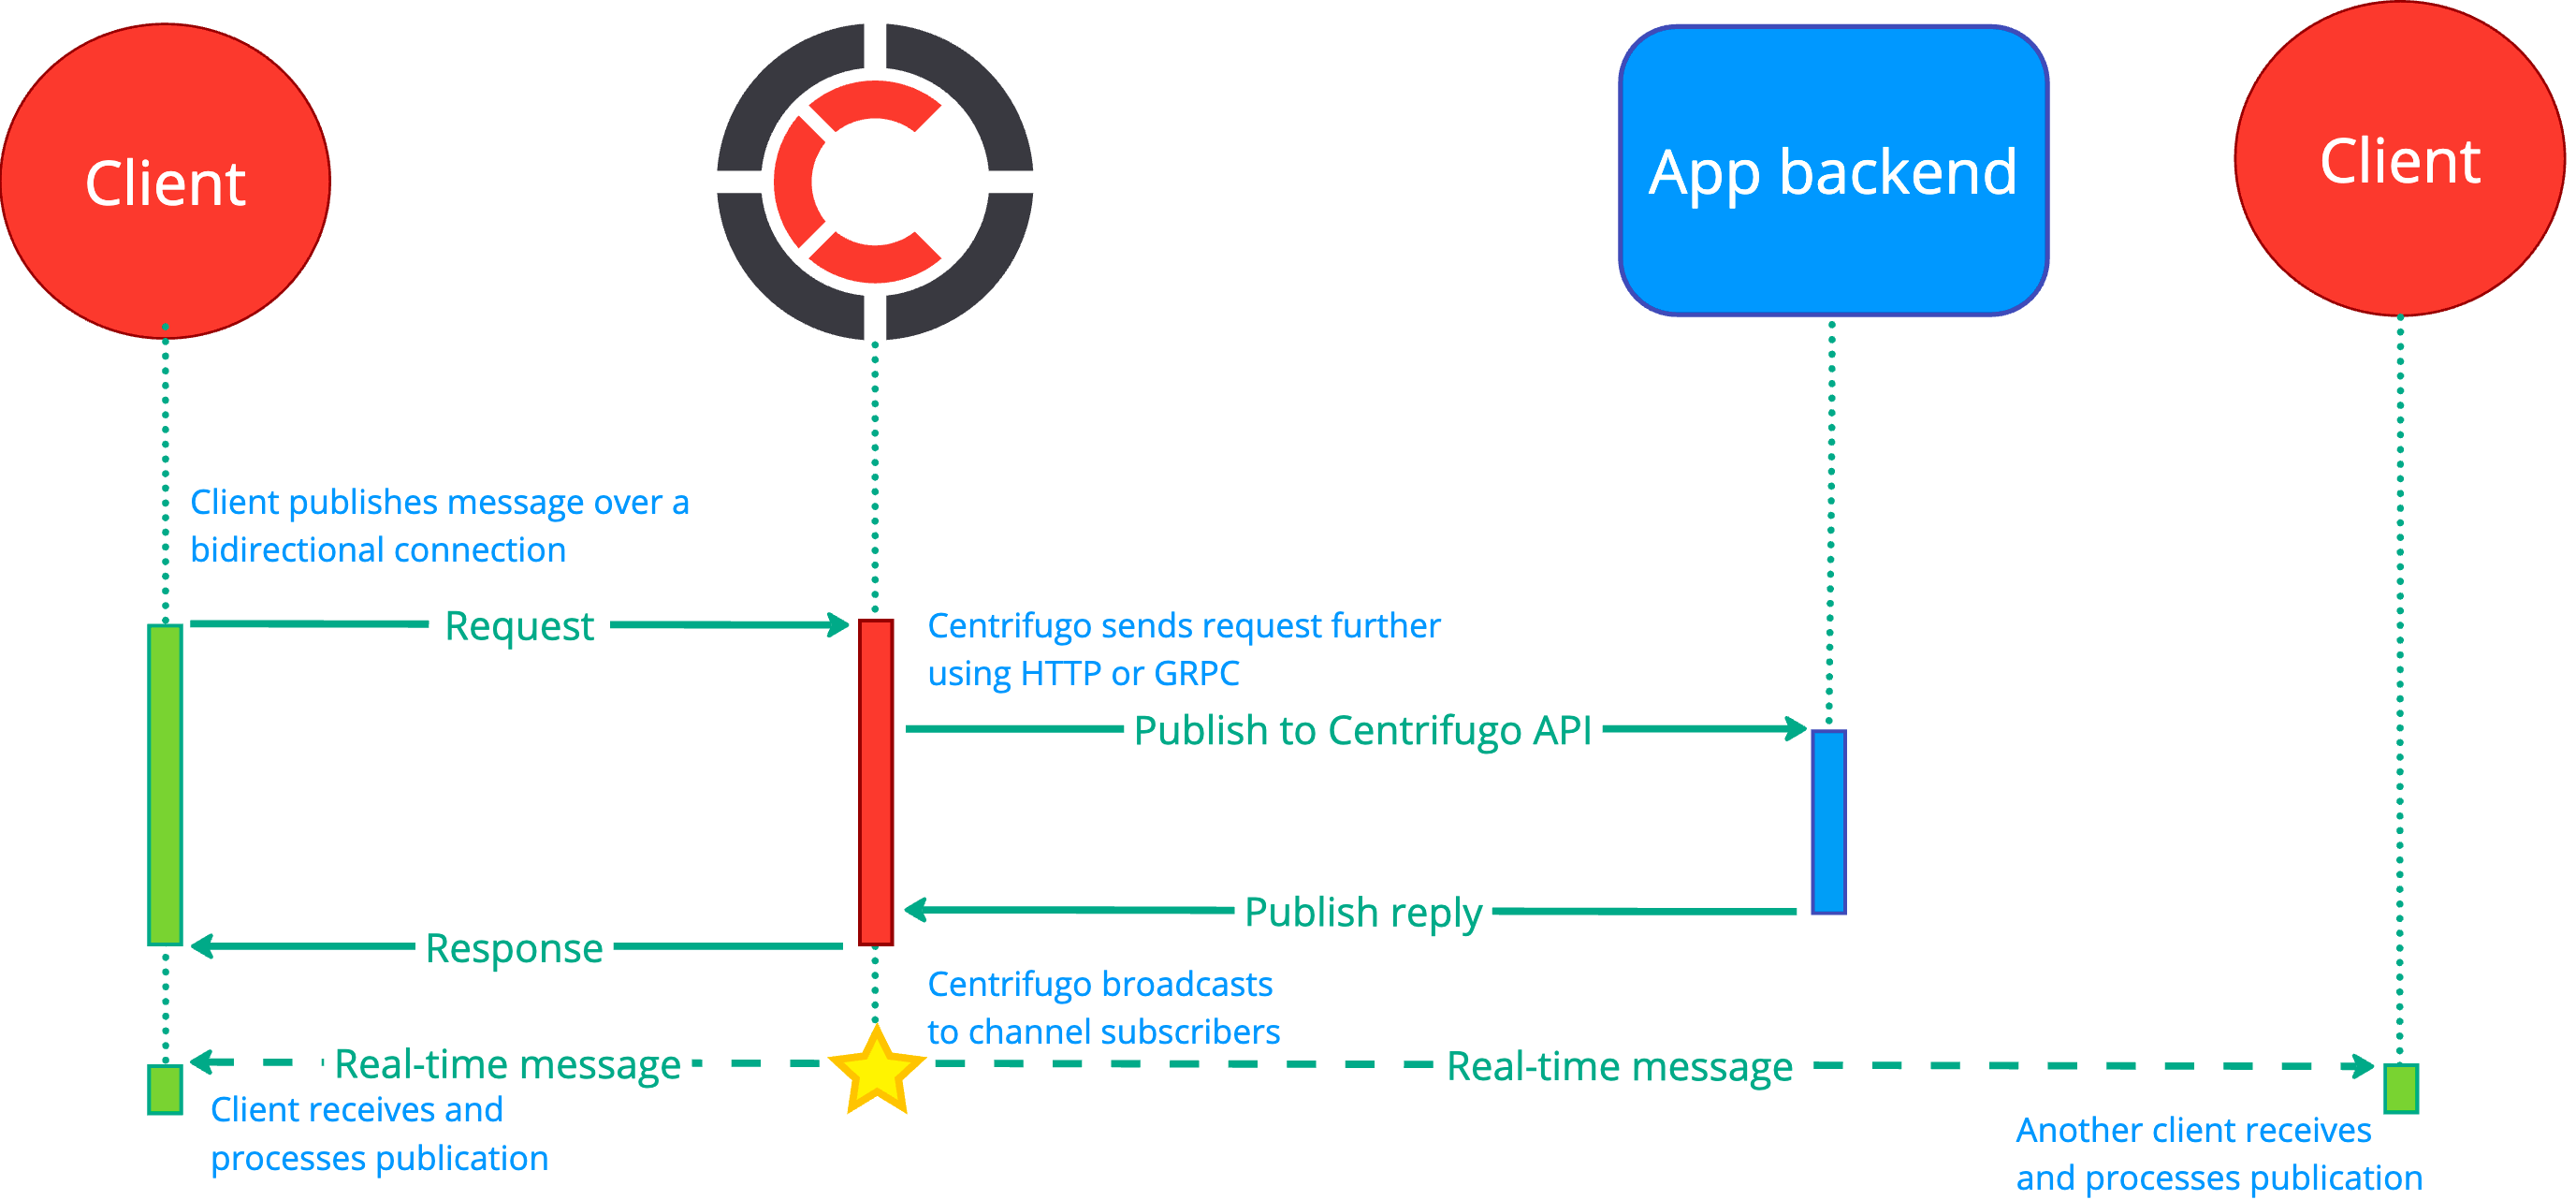 Client
App backend
Client
Client publishes message over a
bidirectional connection
Request
Centrifugo sends request further
using HTTP or GRPC
Publish to Centrifugo API
Publish reply
Response
Centrifugo broadcasts
to channel subscribers
Real-time message
Real-time message
Client receives and
processes publication
Another client receives
and processes publication